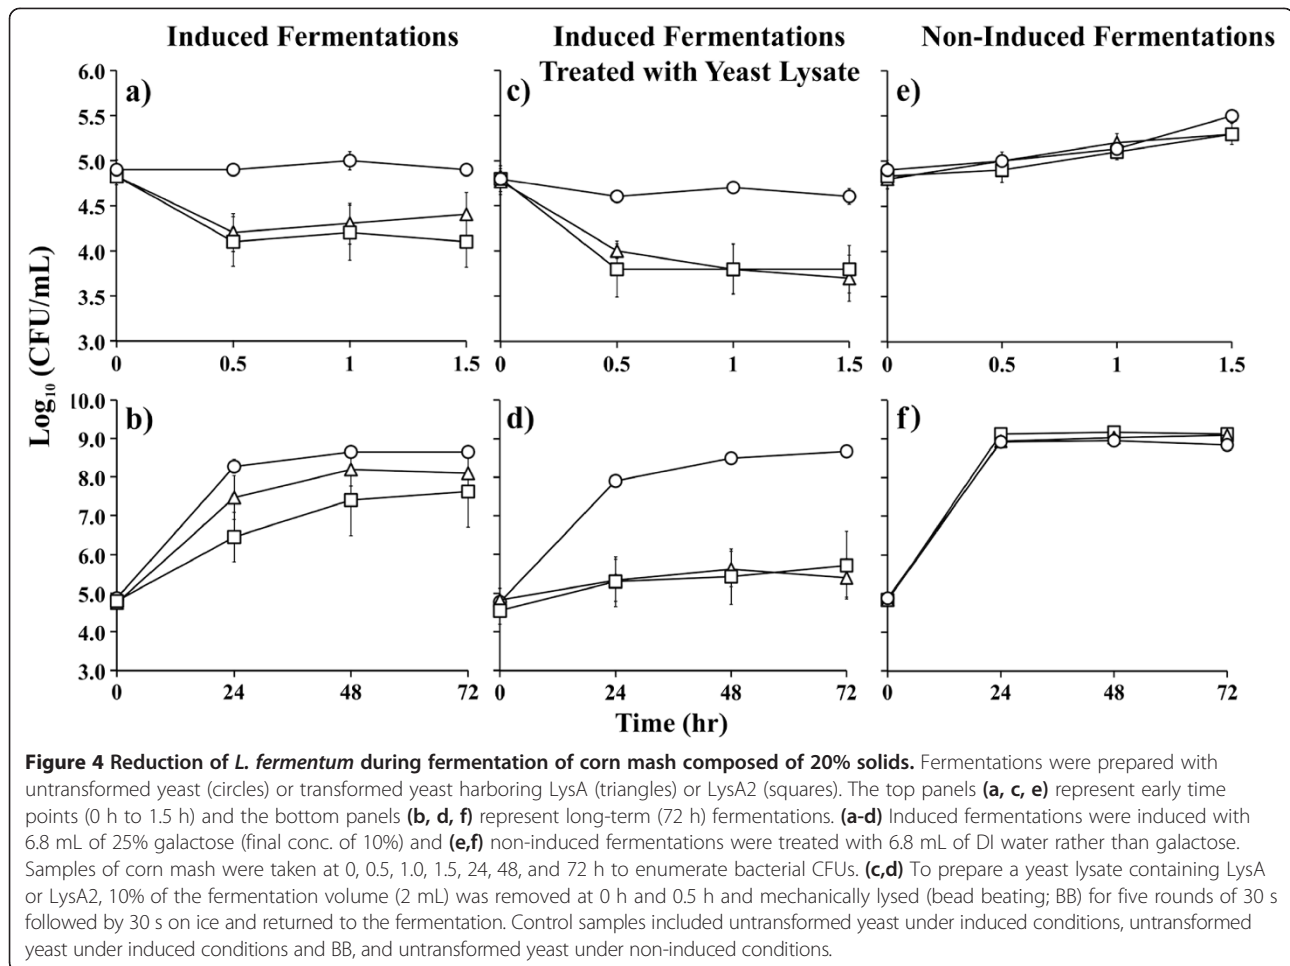 Induced Fermentations
Induced Fermentations
Treated with Yeast Lysate
Non-Induced Fermentations
Log10 (CFU/mL)
a)
6.0
5.5
5.0
4.5
4.0
3.5
3.0
0 0.5 1 1.5
c)
0 0.5 1 1.5
e)
0 0.5 1 1.5
b)
10.0
9.0
8.0
7.0
6.0
5.0
4.0
3.0
0 24 48 72
d)
0 24 48 72
f)
0 24 48 72
Time (hr)
Figure 4 Reduction of L. fermentum during fermentation of corn mash composed of 20% solids. Fermentations were prepared with
untransformed yeast (circles) or transformed yeast harboring LysA (triangles) or LysA2 (squares). The top panels (a, c, e) represent early time
points (0 h to 1.5 h) and the bottom panels (b, d, f) represent long-term (72 h) fermentations. (a-d) Induced fermentations were induced with
6.8 mL of 25% galactose (final conc. of 10%) and (e,f) non-induced fermentations were treated with 6.8 mL of DI water rather than galactose.
Samples of corn mash were taken at 0, 0.5, 1.0, 1.5, 24, 48, and 72 h to enumerate bacterial CFUs. (c,d) To prepare a yeast lysate containing LysA
or LysA2, 10% of the fermentation volume (2 mL) was removed at 0 h and 0.5 h and mechanically lysed (bead beating; BB) for five rounds of 30 s
followed by 30 s on ice and returned to the fermentation. Control samples included untransformed yeast under induced conditions, untransformed
yeast under induced conditions and BB, and untransformed yeast under non-induced conditions.